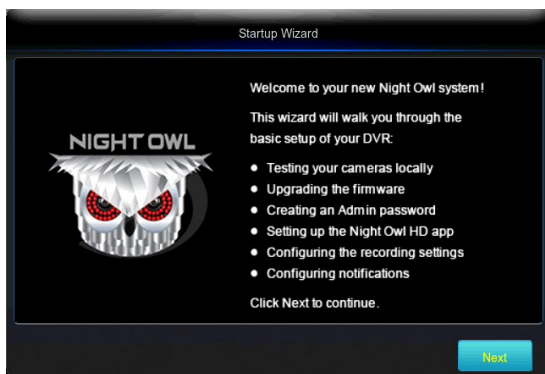 Startup Wizard
Welcome to your new Night Owl system!
This wizard will walk you through the
basic setup of your DVR:
NIGHT OWL
● Testing your cameras locally
● Upgrading the firmware
● Creating an Admin password
● Setting up the Night Owl HD app
● Configuring the recording settings
● Configuring notifications
Click Next to continue.
Next